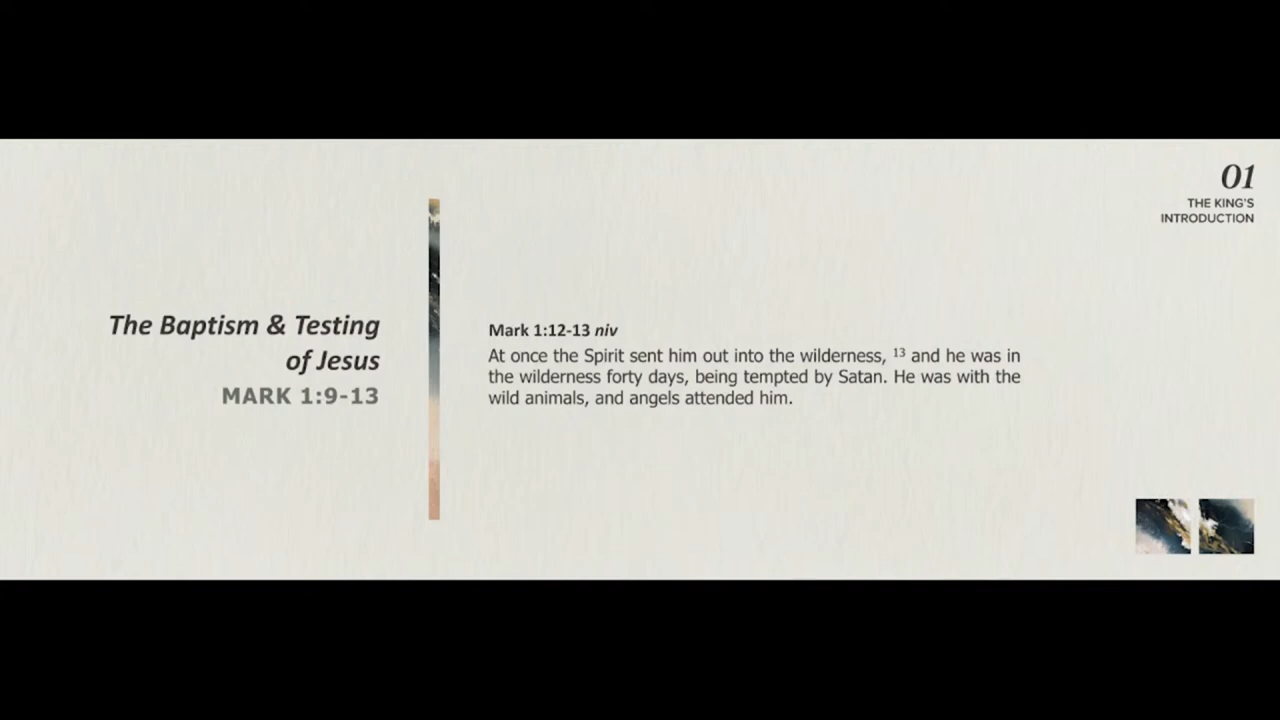 01
THE KING'S
INTRODUCTION
The Baptism & Testing
of Jesus
MARK 1:9-13
Mark 1:12-13 niv
At once the Spirit sent him out into the wilderness, 13 and he was in
the wilderness forty days, being tempted by Satan. He was with the
wild animals, and angels attended him.